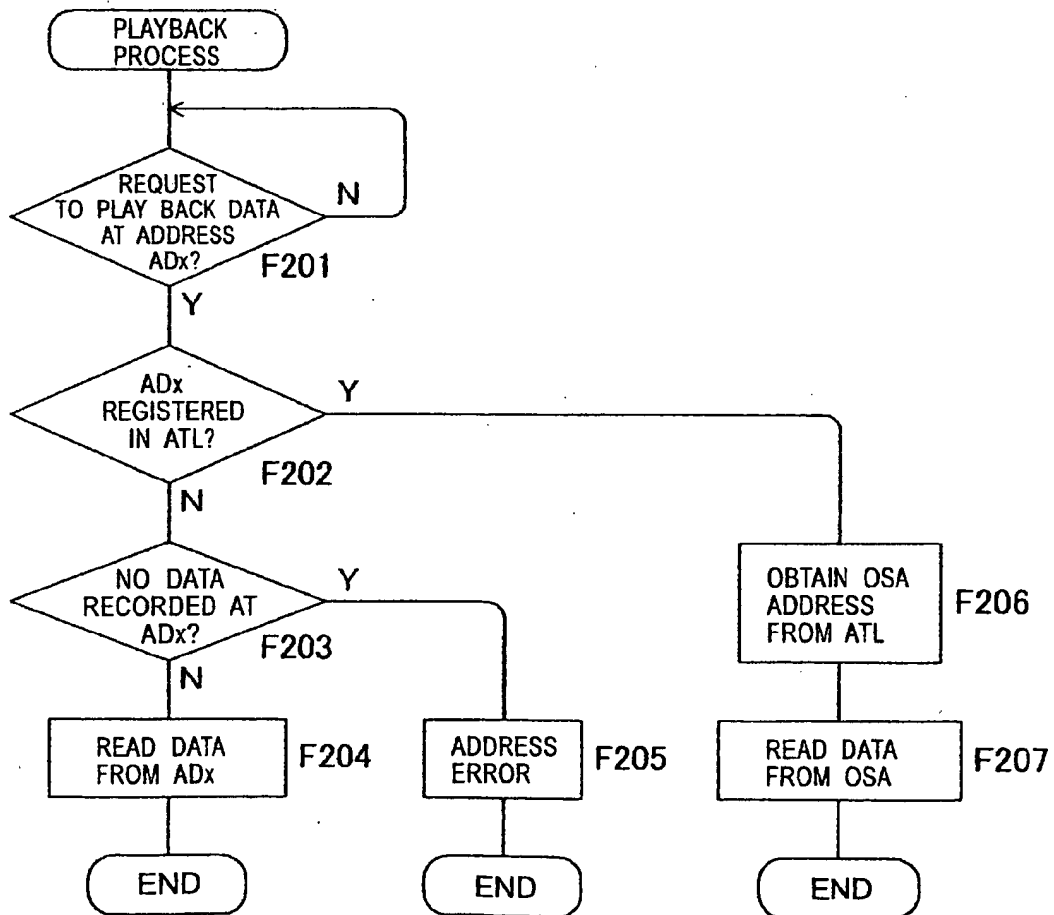 PLAYBACK
PROCESS
REQUEST
TO PLAY BACK DATA
AT ADDRESS
ADx?
N
F201
Y
ADx
REGISTERED
IN ATL?
Y
F202
N
NO DATA
RECORDED AT
ADx?
Y
F203
N
OBTAIN OSA
ADDRESS
FROM ATL
F206
READ DATA
FROM ADx
F204
ADDRESS
ERROR
F205
READ DATA
FROM OSA
F207
END
END
END